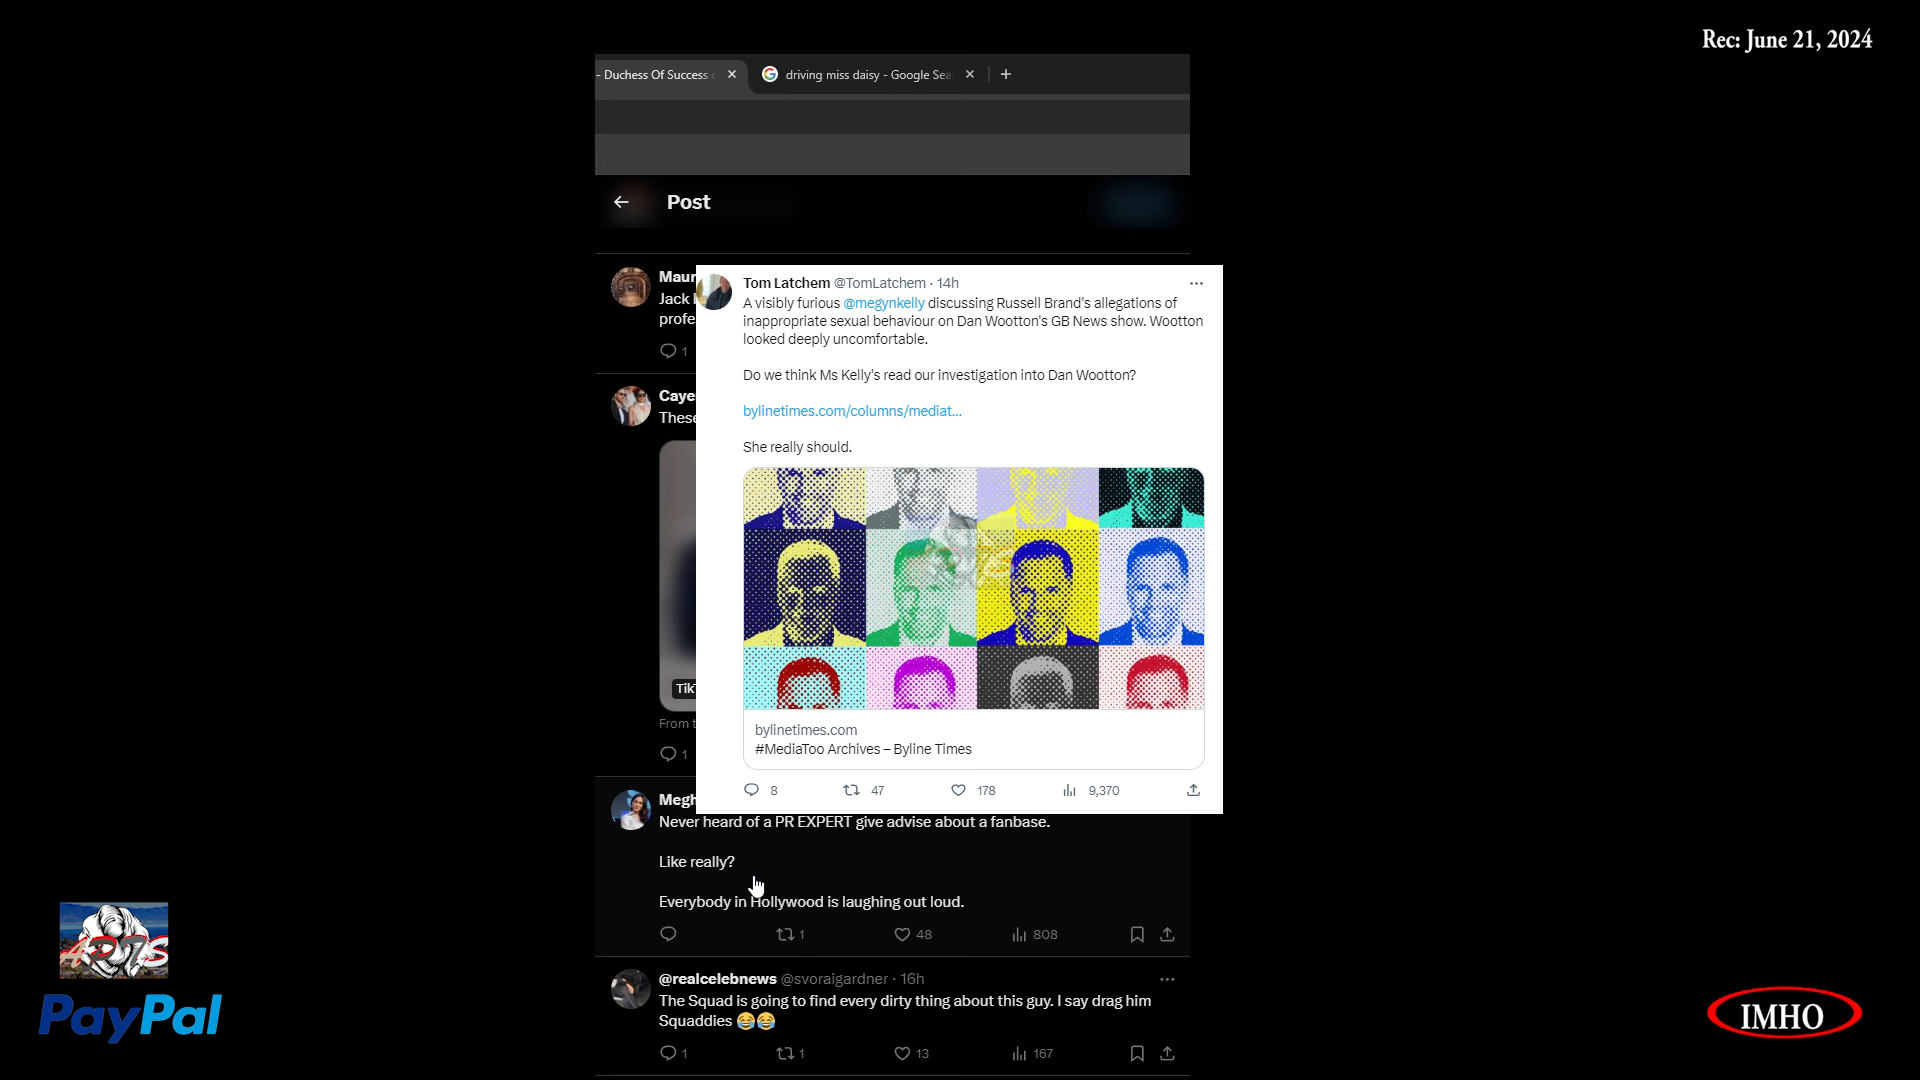 Rec: June 21, 2024
- Duchess Of Success
driving miss daisy - Google Sea
Post
Maur
Jack
profe
1
Caye
These
Tik
From t
1
Tom Latchem @TomLatchem · 14h
A visibly furious @megynkelly discussing Russell Brand's allegations of
inappropriate sexual behaviour on Dan Wootton's GB News show. Wootton
looked deeply uncomfortable.
Do we think Ms Kelly's read our investigation into Dan Wootton?
bylinetimes.com/columns/mediat...
She really should.
bylinetimes.com
#MediaToo Archives – Byline Times
8 47 178 9,370
Megh
Never heard of a PR EXPERT give advise about a fanbase.
Like really?
Everybody in Hollywood is laughing out loud.
1 48 808
@realcelebnews @svoraigardner · 16h
The Squad is going to find every dirty thing about this guy. I say drag him
Squaddies 😂😂
1 1 13 167
PayPal
IMHO